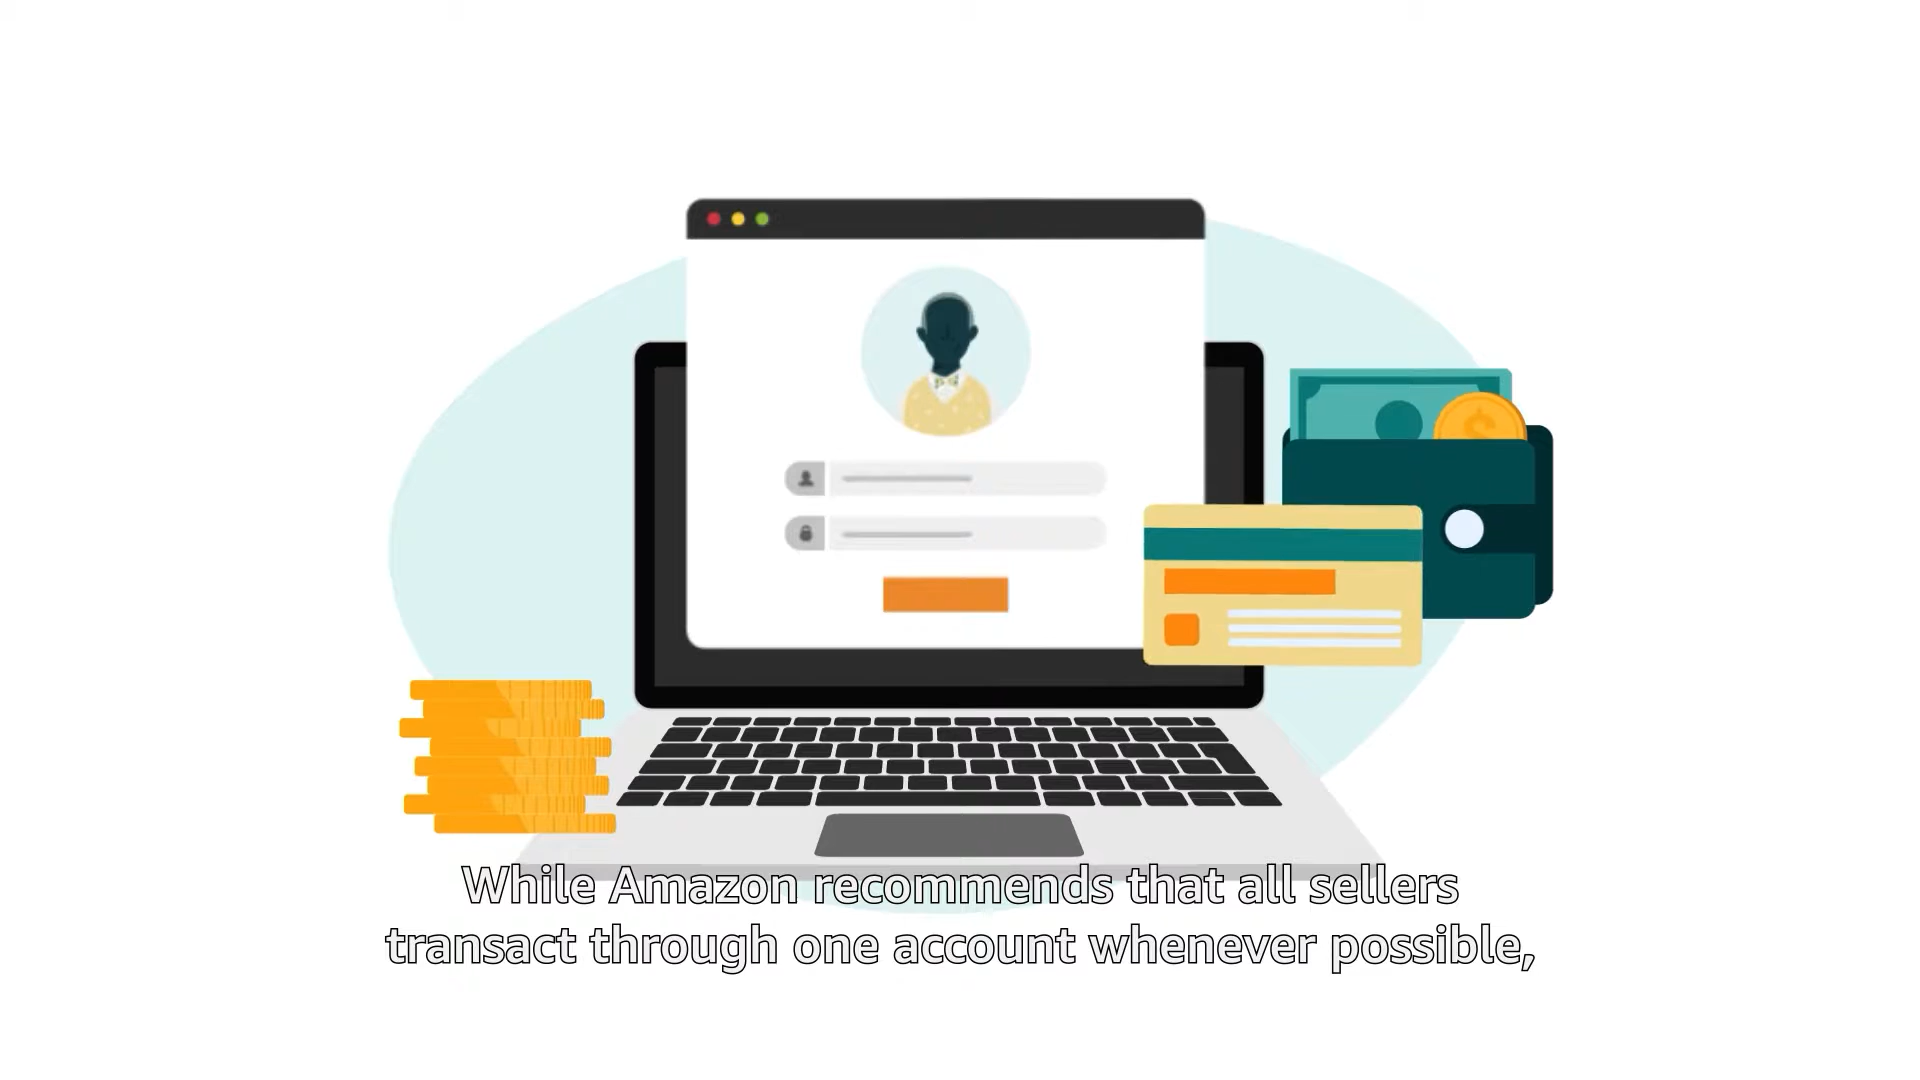 While Amazon recommends that all sellers
transact through one account whenever possible,